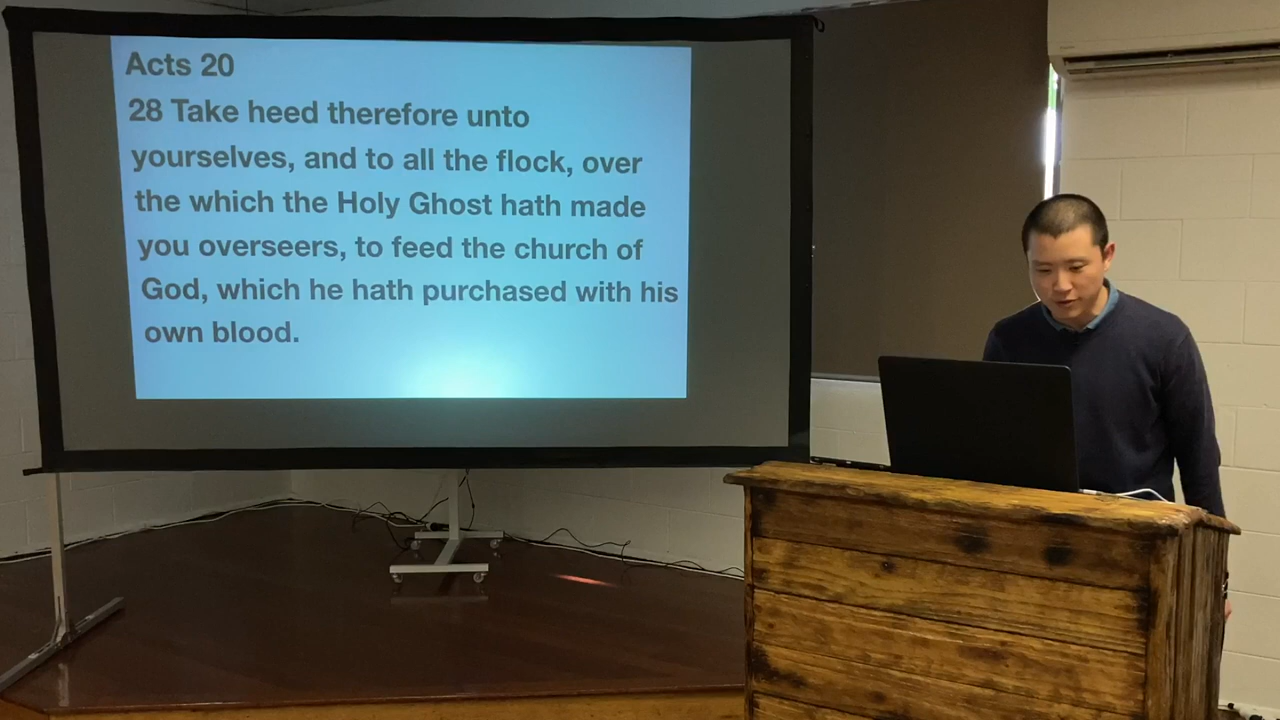 Acts 20
28 Take heed therefore unto
yourselves, and to all the flock, over
the which the Holy Ghost hath made
you overseers, to feed the church of
God, which he hath purchased with his
own blood.